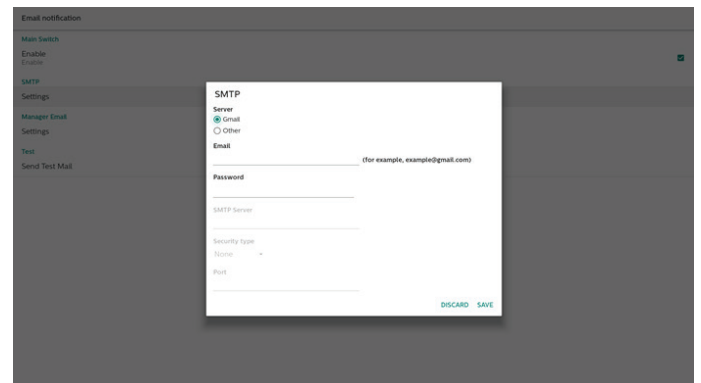 Email notification
Main Switch
Enable
Enable
SMTP
Settings
Manager Email
Settings
Test
Send Test Mail
SMTP
Server
Gmail
Other
Email
(for example, example@gmail.com)
Password
SMTP Server
Security type
None
Port
DISCARD SAVE